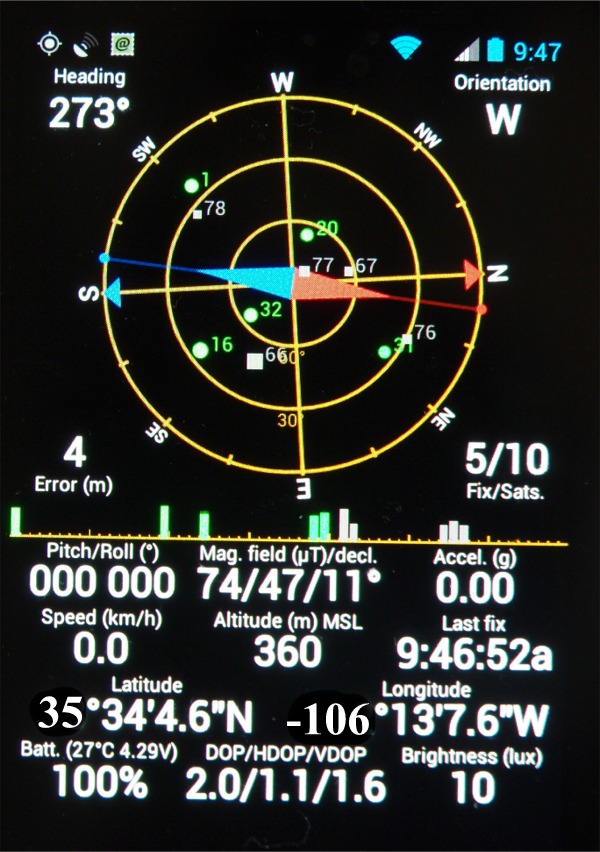 @ 9:47
Heading
273°
Orientation
W
W
SW
NW
1
78
20
77
67
S
N
32
16
66
60°
31
76
30°
SE
NE
E
4
Error (m)
5/10
Fix/Sats.
Pitch/Roll (°)
000 000
Mag. field (µT)/decl.
74/47/11°
Accel. (g)
0.00
Speed (km/h)
0.0
Altitude (m) MSL
360
Last fix
9:46:52a
Latitude
35°34'4.6"N
Longitude
-106°13'7.6"W
Batt. (27°C 4.29V)
100%
DOP/HDOP/VDOP
2.0/1.1/1.6
Brightness (lux)
10